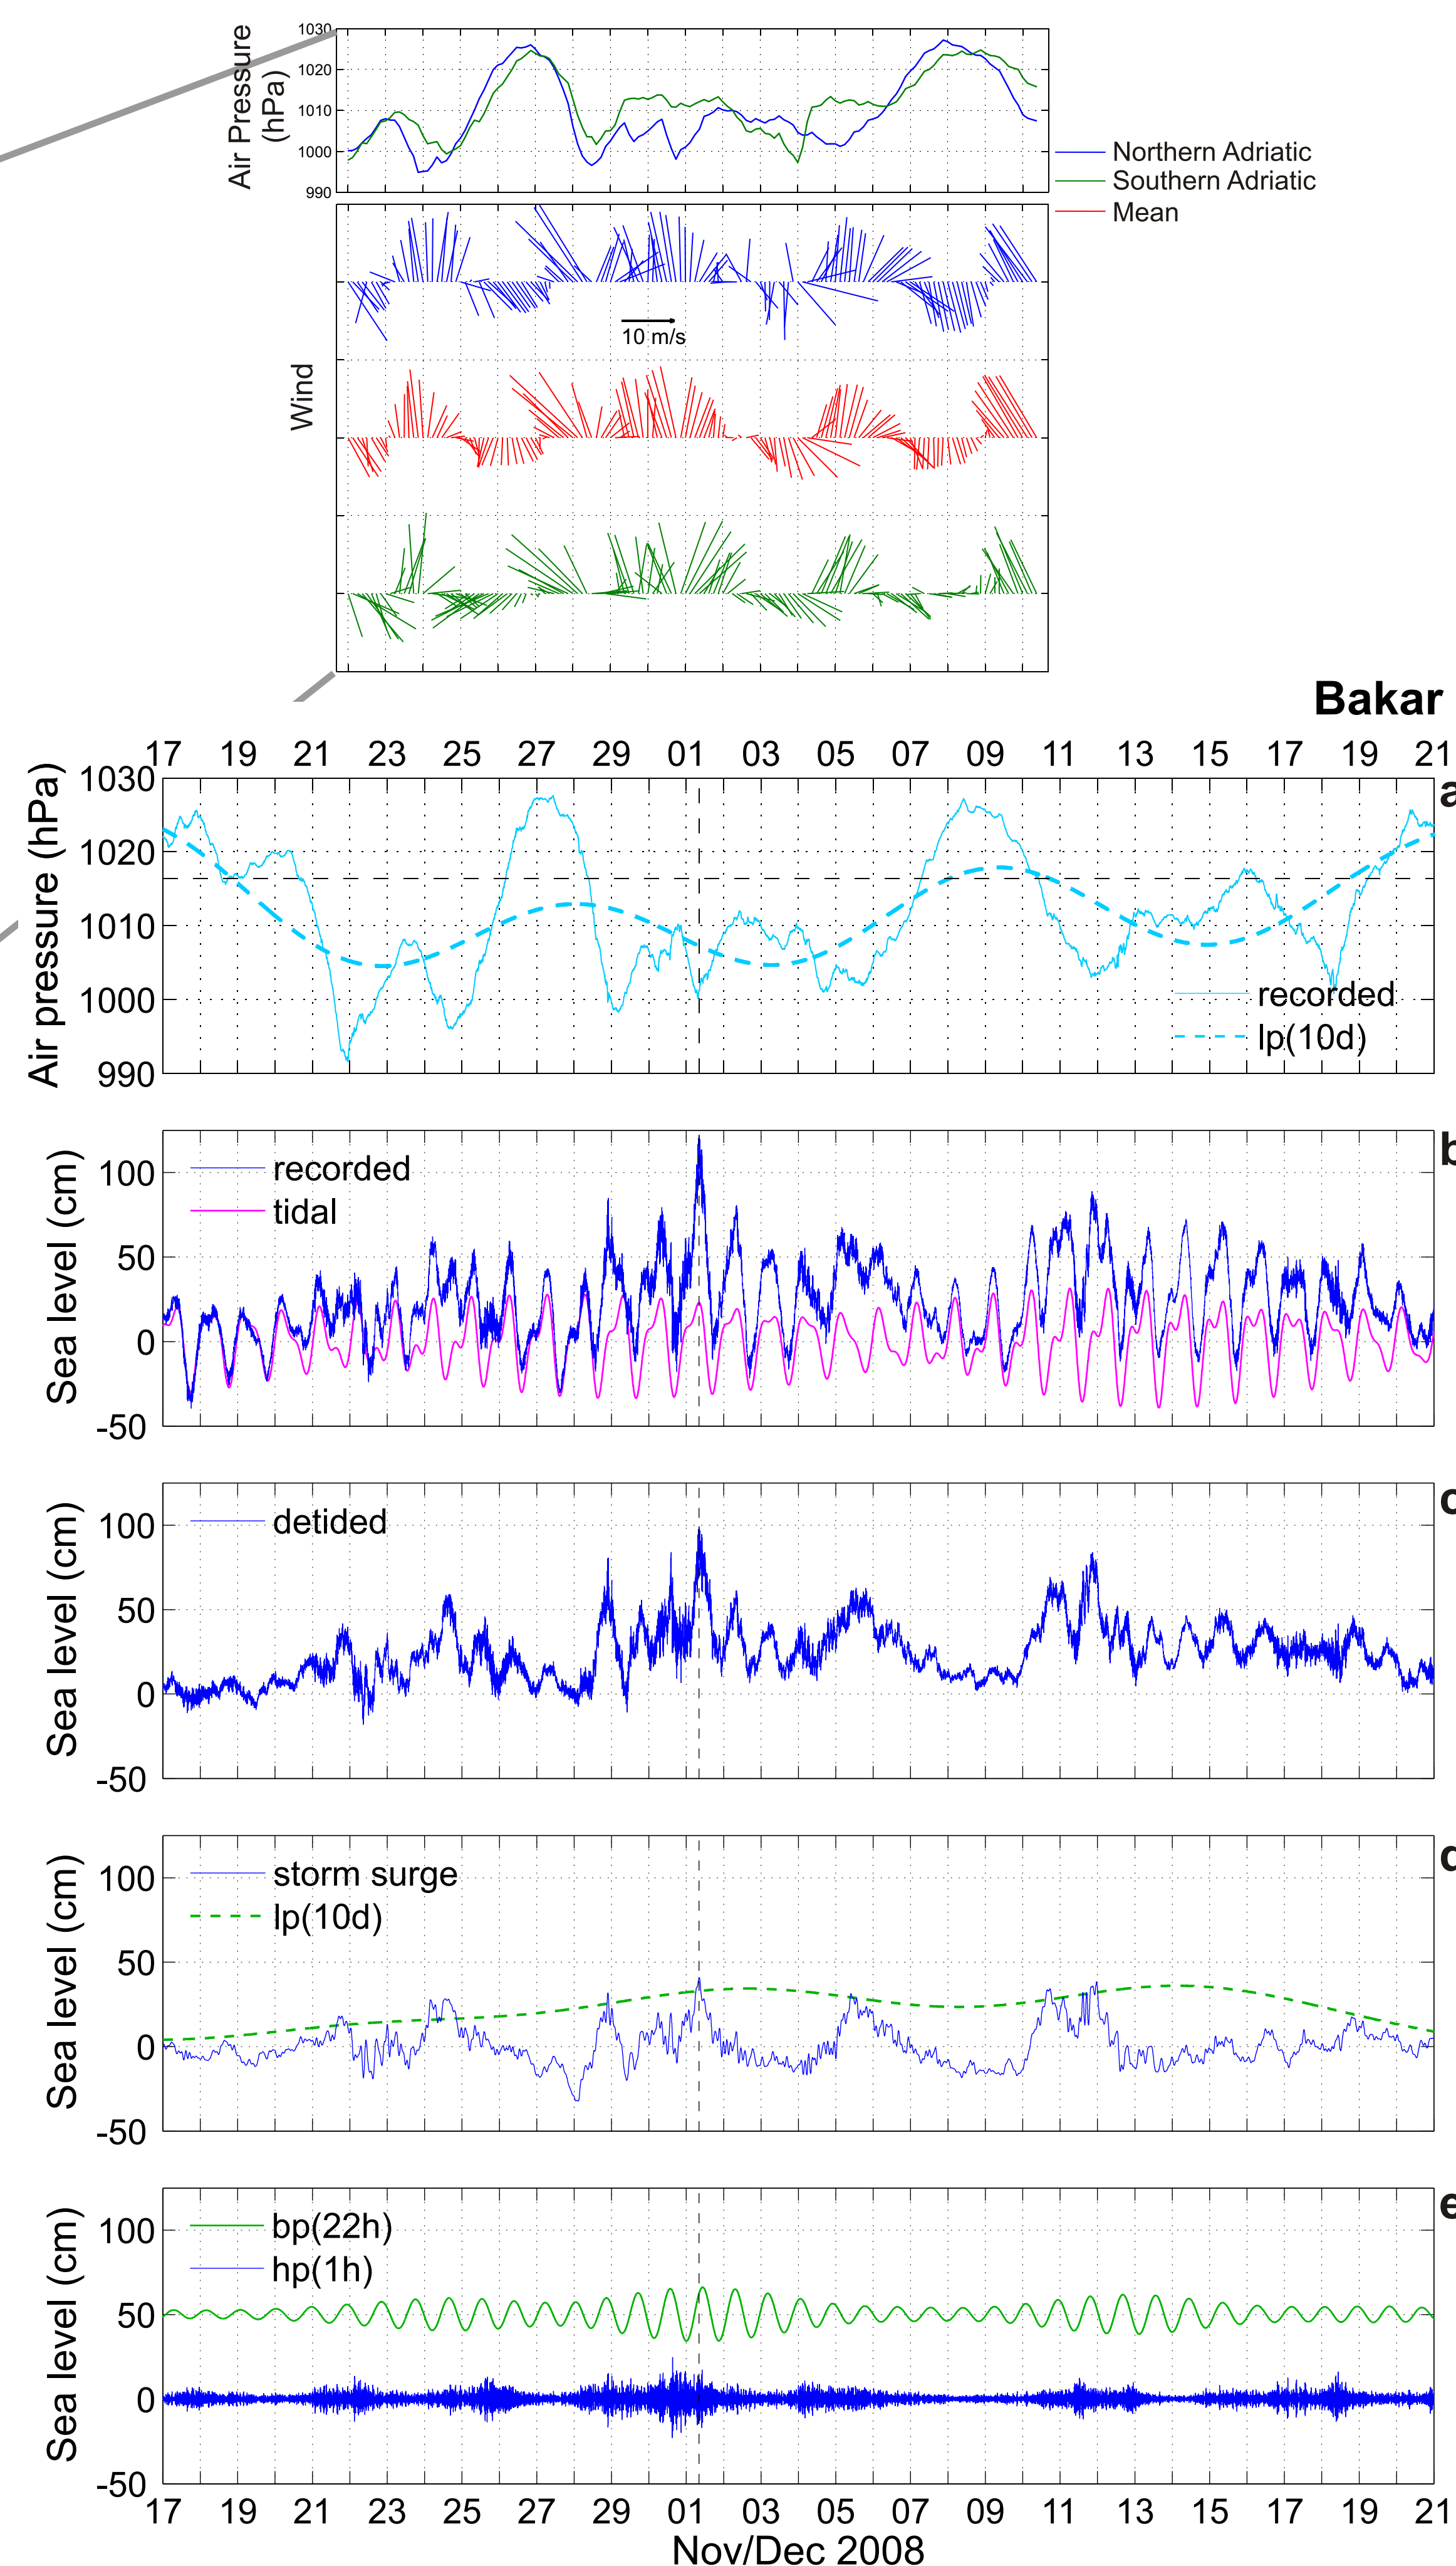 Air Pressure
(hPa)
1030
1020
1010
1000
990
Northern Adriatic
Southern Adriatic
Mean
Wind
10 m/s
Bakar
17 19 21 23 25 27 29 01 03 05 07 09 11 13 15 17 19 21
a
Air pressure (hPa)
1030
1020
1010
1000
990
recorded
lp(10d)
b
Sea level (cm)
100
50
0
-50
recorded
tidal
c
Sea level (cm)
100
50
0
-50
detided
d
Sea level (cm)
100
50
0
-50
storm surge
lp(10d)
e
Sea level (cm)
100
50
0
-50
bp(22h)
hp(1h)
17 19 21 23 25 27 29 01 03 05 07 09 11 13 15 17 19 21
Nov/Dec 2008